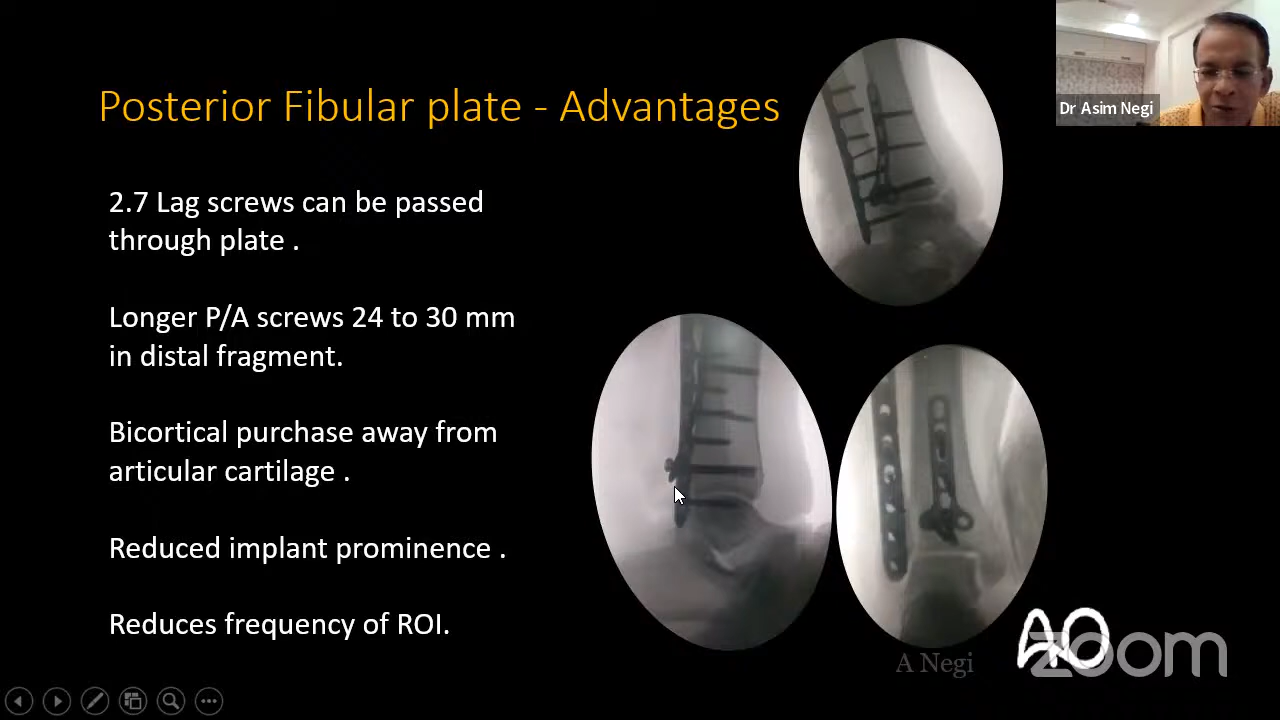 Posterior Fibular plate - Advantages
Dr Asim Negi
2.7 Lag screws can be passed
through plate .
Longer P/A screws 24 to 30 mm
in distal fragment.
Bicortical purchase away from
articular cartilage .
Reduced implant prominence .
Reduces frequency of ROI.
A Negi
AO
zoom